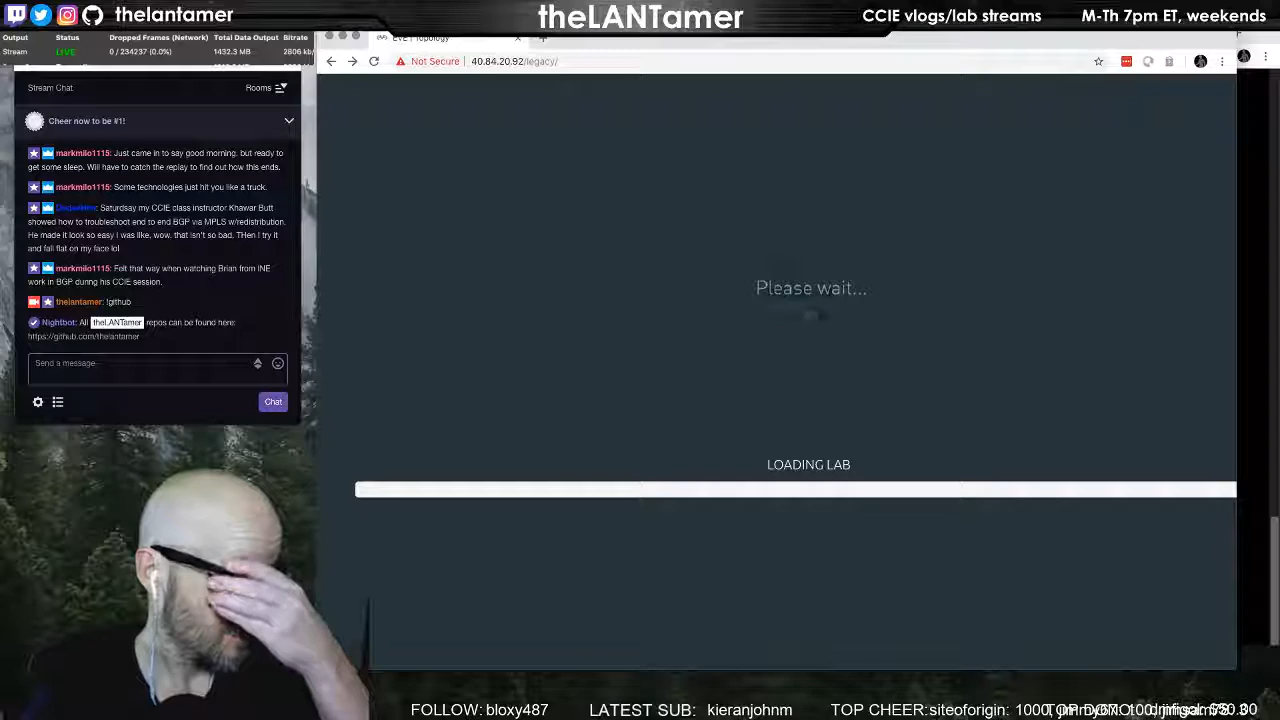 thelantamer
theLANTamer
CCIE vlogs/lab streams
M-Th 7pm ET, weekends
Output Status Dropped Frames (Network) Total Data Output Bitrate
Stream LIVE 0 / 234237 (0.0%) 1432.3 MB 2806 kb/
EVE | Topology
Not Secure 40.84.20.92/legacy/
Stream Chat Rooms
Cheer now to be #1!
markmilo1115: Just came in to say good morning. but ready to
get some sleep. Will have to catch the replay to find out how this ends.
markmilo1115: Some technologies just hit you like a truck.
Saturdsay my CCIE class instructor Khawar Butt
showed how to troubleshoot end to end BGP via MPLS w/redistribution.
He made it look so easy I was like, wow. that isn't so bad. THen I try it
and fall flat on my face lol
markmilo1115: Felt that way when watching Brian from INE
work in BGP durng his CCIE session.
thelantamer: !github
Nightbot: All theLANTamer repos can be found here:
https://github.com/thelantamer
Send a message
Chat
Please wait...
LOADING LAB
FOLLOW: bloxy487
LATEST SUB: kieranjohnm
TOP CHEER:siteoforigin: 1000